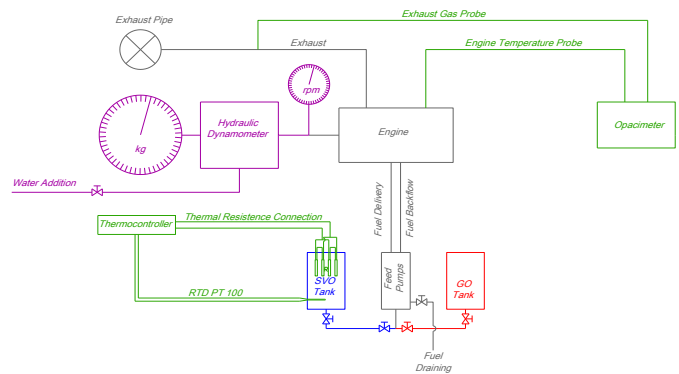 Exhaust Pipe
Exhaust Gas Probe
Exhaust
Engine Temperature Probe
rpm
kg
Hydraulic
Dynamometer
Engine
Opacimeter
Water Addition
Fuel Delivery
Fuel Backflow
Thermocontroller
Thermal Resistence Connection
R
SVO
Tank
Feed
Pumps
GO
Tank
RTD PT 100
Fuel
Draining